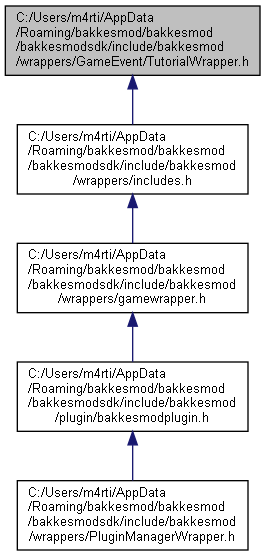 C:/Users/m4rti/AppData
/Roaming/bakkesmod/bakkesmod
/bakkesmodsdk/include/bakkesmod
/wrappers/GameEvent/TutorialWrapper.h
C:/Users/m4rti/AppData
/Roaming/bakkesmod/bakkesmod
/bakkesmodsdk/include/bakkesmod
/wrappers/includes.h
C:/Users/m4rti/AppData
/Roaming/bakkesmod/bakkesmod
/bakkesmodsdk/include/bakkesmod
/wrappers/gamewrapper.h
C:/Users/m4rti/AppData
/Roaming/bakkesmod/bakkesmod
/bakkesmodsdk/include/bakkesmod
/plugin/bakkesmodplugin.h
C:/Users/m4rti/AppData
/Roaming/bakkesmod/bakkesmod
/bakkesmodsdk/include/bakkesmod
/wrappers/PluginManagerWrapper.h